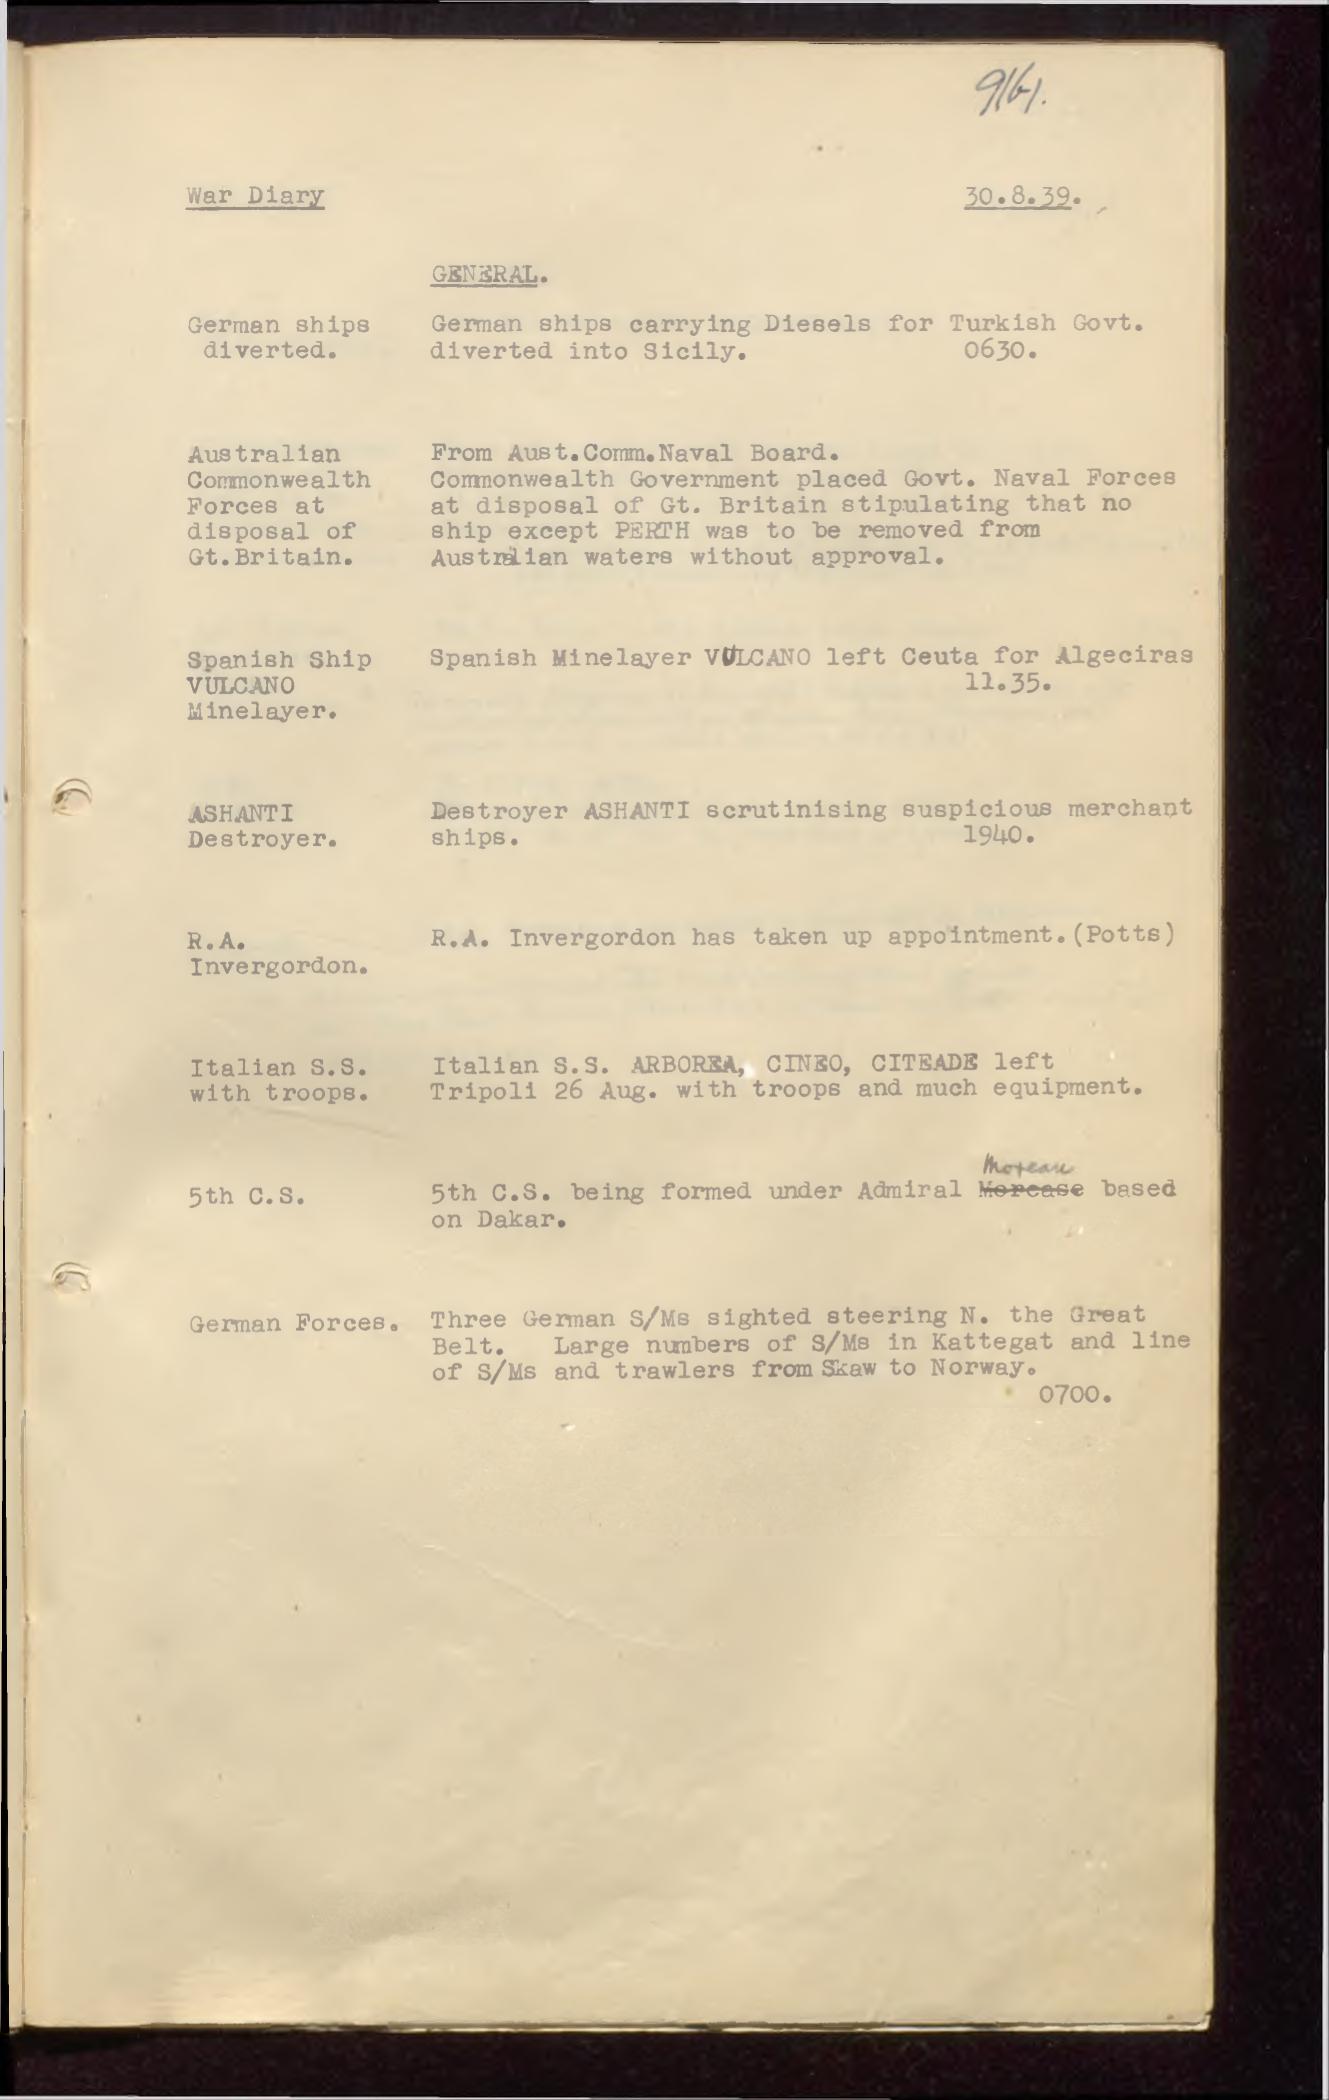 War Diary 30.8.39.
GENERAL.
German ships German ships carrying Diesels for Turkish Govt.
diverted. diverted into Sicily. 0630.
Australian From Aust.Comm.Naval Board.
Commonwealth Commonwealth Government placed Govt. Naval Forces
Forces at at disposal of Gt. Britain stipulating that no
disposal of ship except PERTH was to be removed from
Gt.Britain. Australian waters without approval.
Spanish Ship Spanish Minelayer VULCANO left Ceuta for Algeciras
VULCANO 11.35.
Minelayer.
ASHANTI Destroyer ASHANTI scrutinising suspicious merchant
Destroyer. ships. 1940.
R.A. R.A. Invergordon has taken up appointment.(Potts)
Invergordon.
Italian S.S. Italian S.S. ARBOREA, CINEO, CITEADE left
with troops. Tripoli 26 Aug. with troops and much equipment.
Moreau
5th C.S. 5th C.S. being formed under Admiral Morease based
on Dakar.
German Forces. Three German S/Ms sighted steering N. the Great
Belt. Large numbers of S/Ms in Kattegat and line
of S/Ms and trawlers from Skaw to Norway.
0700.